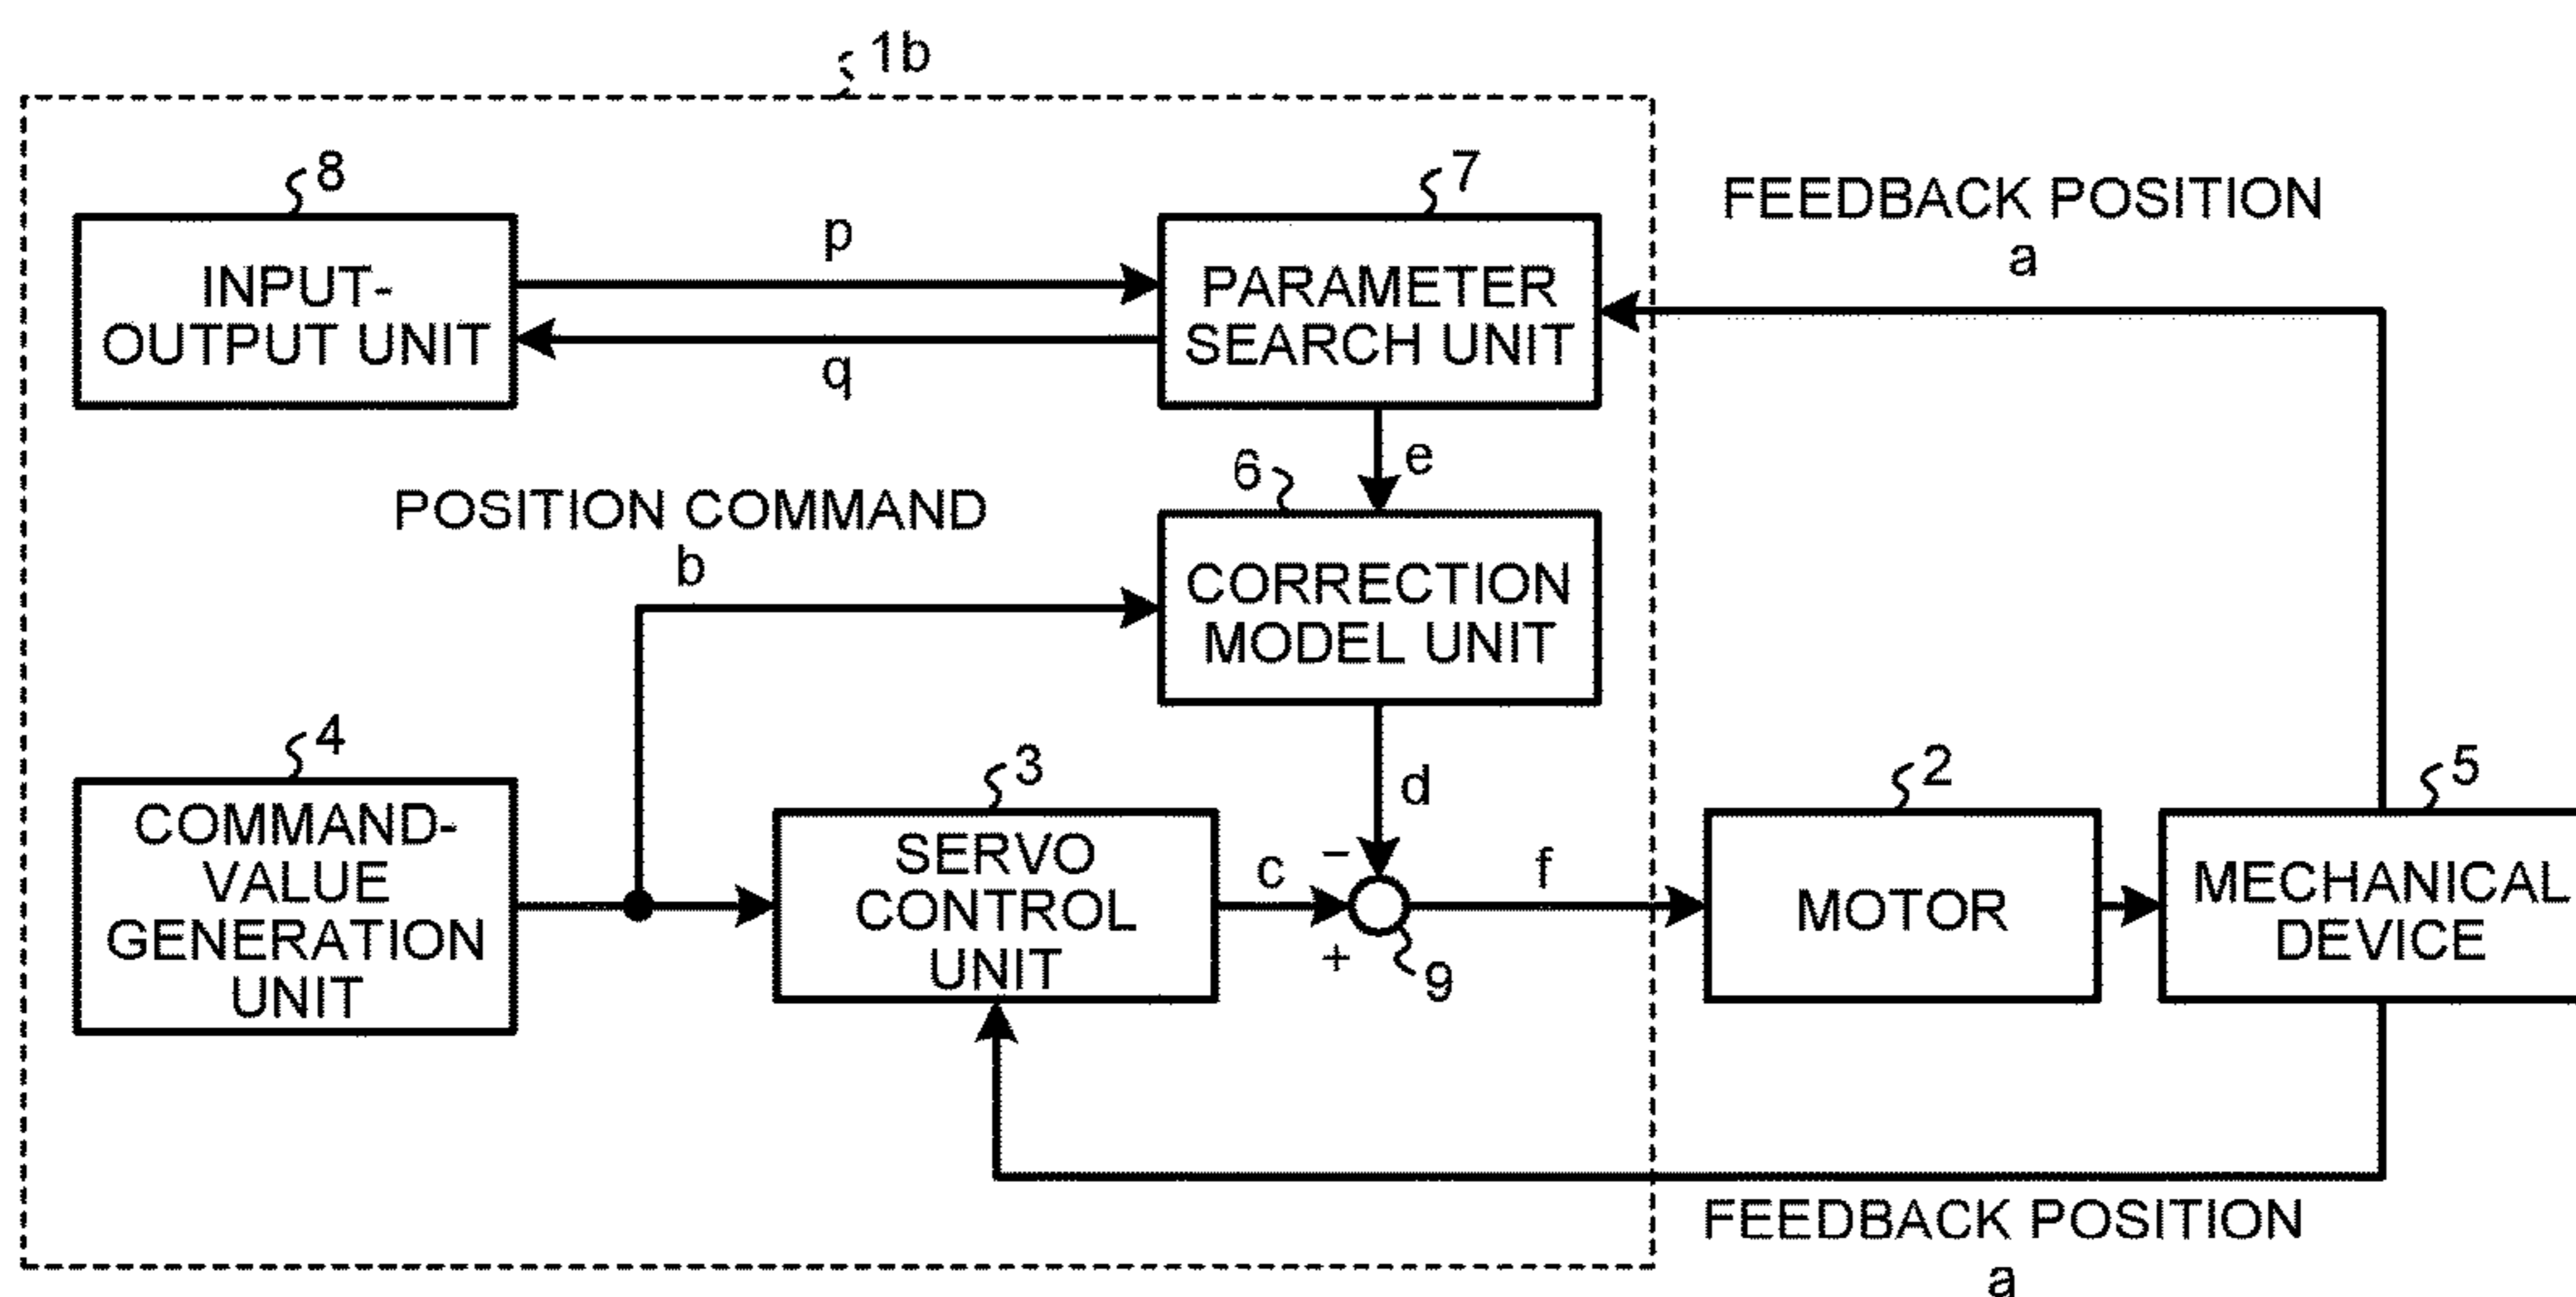 1b
8
INPUT-
OUTPUT UNIT
p
q
7
PARAMETER
SEARCH UNIT
FEEDBACK POSITION
a
e
6
CORRECTION
MODEL UNIT
POSITION COMMAND
b
4
COMMAND-
VALUE
GENERATION
UNIT
3
SERVO
CONTROL
UNIT
c
d
−
+
9
f
2
MOTOR
5
MECHANICAL
DEVICE
FEEDBACK POSITION
a